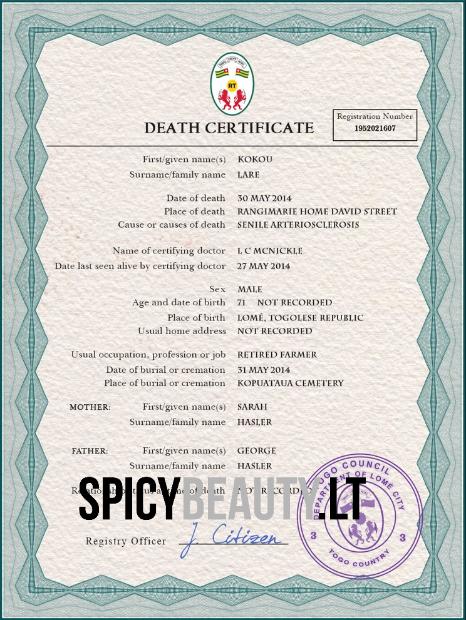 RT
DEATH CERTIFICATE
Registration Number
1952021607
First/given name(s) KOKOU
Surname/family name LARE
Date of death 30 MAY 2014
Place of death RANGIMARIE HOME DAVID STREET
Cause or causes of death SENILE ARTERIOSCLEROSIS
Name of certifying doctor I, C MCNICKLE
Date last seen alive by certifying doctor 27 MAY 2014
Sex MALE
Age and date of birth 71 NOT RECORDED
Place of birth LOMÉ, TOGOLESE REPUBLIC
Usual home address NOT RECORDED
Usual occupation, profession or job RETIRED FARMER
Date of burial or cremation 31 MAY 2014
Place of burial or cremation KOPUATAUA CEMETERY
MOTHER: First/given name(s) SARAH
Surname/family name HASLER
FATHER: First/given name(s) GEORGE
Surname/family name HASLER
of death
SPICYBEAUTY.LT
Registry Officer J. Citizen
TOGO COUNCIL
DEPARTMENT OF LOMÉ CITY
3 3
TOGO COUNTRY